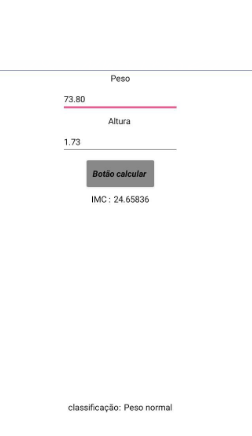 Peso
73.80
Altura
1.73
Botão calcular
IMC: 24.65836
classificação: Peso normal